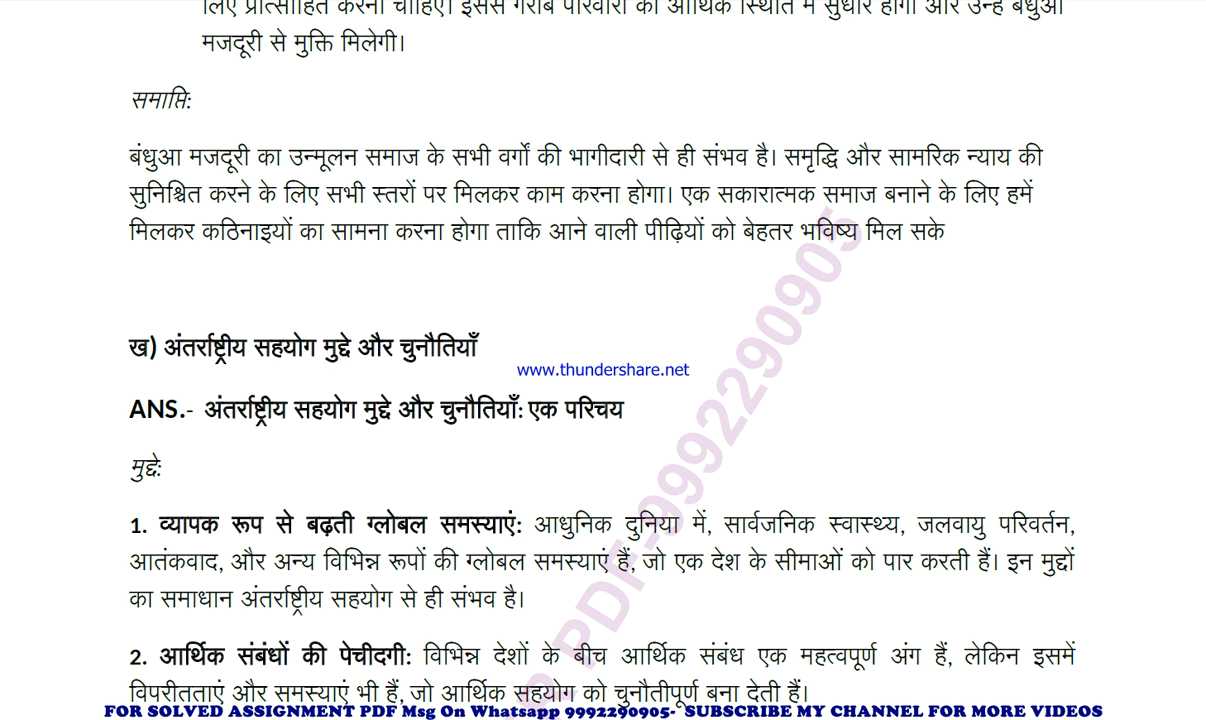 लिए प्रोत्साहित करना चाहिए। इससे गरीब परिवारों की आर्थिक स्थिति में सुधार होगा और उन्हें बंधुआ
मजदूरी से मुक्ति मिलेगी।
समाप्ति:
बंधुआ मजदूरी का उन्मूलन समाज के सभी वर्गों की भागीदारी से ही संभव है। समृद्धि और सामरिक न्याय की
सुनिश्चित करने के लिए सभी स्तरों पर मिलकर काम करना होगा। एक सकारात्मक समाज बनाने के लिए हमें
मिलकर कठिनाइयों का सामना करना होगा ताकि आने वाली पीढ़ियों को बेहतर भविष्य मिल सके
ख) अंतर्राष्ट्रीय सहयोग मुद्दे और चुनौतियाँ
www.thundershare.net
ANS.- अंतर्राष्ट्रीय सहयोग मुद्दे और चुनौतियाँ: एक परिचय
मुद्दे:
1. व्यापक रूप से बढ़ती ग्लोबल समस्याएं: आधुनिक दुनिया में, सार्वजनिक स्वास्थ्य, जलवायु परिवर्तन,
आतंकवाद, और अन्य विभिन्न रूपों की ग्लोबल समस्याएं हैं, जो एक देश के सीमाओं को पार करती हैं। इन मुद्दों
का समाधान अंतर्राष्ट्रीय सहयोग से ही संभव है।
2. आर्थिक संबंधों की पेचीदगी: विभिन्न देशों के बीच आर्थिक संबंध एक महत्वपूर्ण अंग हैं, लेकिन इसमें
विपरीतताएं और समस्याएं भी हैं, जो आर्थिक सहयोग को चुनौतीपूर्ण बना देती हैं।
PDF-9992290905
FOR SOLVED ASSIGNMENT PDF Msg On Whatsapp 9992290905- SUBSCRIBE MY CHANNEL FOR MORE VIDEOS